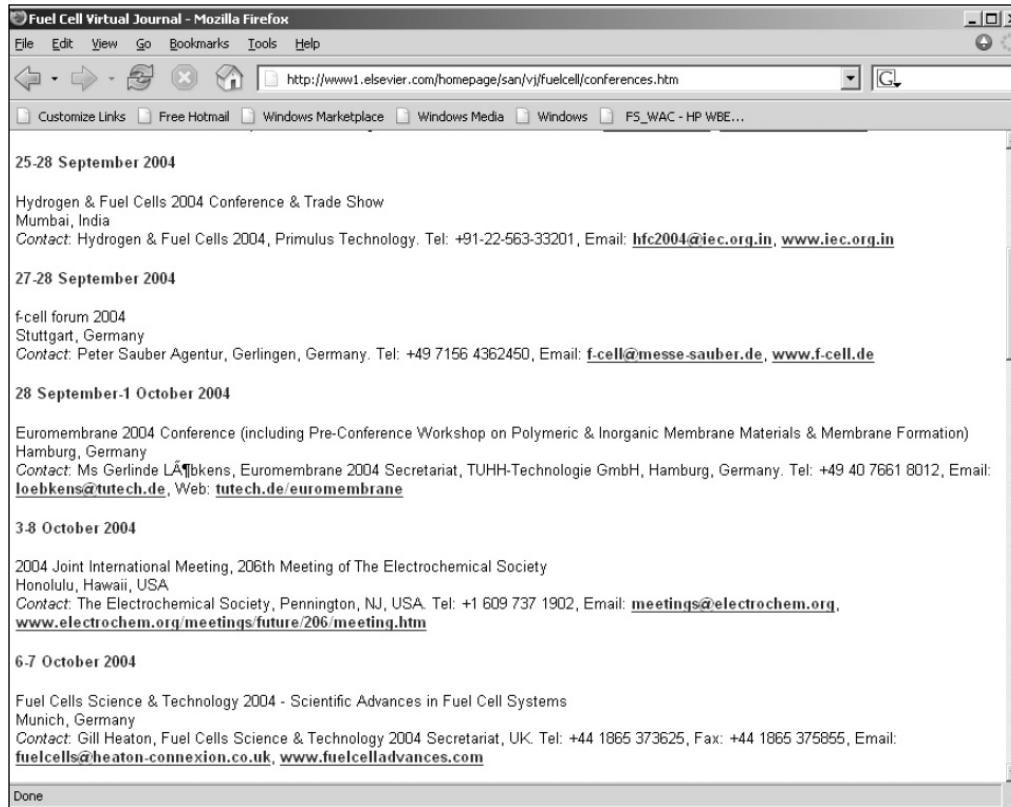 Fuel Cell Virtual Journal - Mozilla Firefox
File Edit View Go Bookmarks Tools Help
http://www1.elsevier.com/homepage/san/vj/fuelcell/conferences.htm
G
Customize Links Free Hotmail Windows Marketplace Windows Media Windows FS_WAC - HP WBE...
25-28 September 2004
Hydrogen & Fuel Cells 2004 Conference & Trade Show
Mumbai, India
Contact: Hydrogen & Fuel Cells 2004, Primulus Technology. Tel: +91-22-563-33201, Email: hfc2004@iec.org.in, www.iec.org.in
27-28 September 2004
f-cell forum 2004
Stuttgart, Germany
Contact: Peter Sauber Agentur, Gerlingen, Germany. Tel: +49 7156 4362450, Email: f-cell@messe-sauber.de, www.f-cell.de
28 September-1 October 2004
Euromembrane 2004 Conference (including Pre-Conference Workshop on Polymeric & Inorganic Membrane Materials & Membrane Formation)
Hamburg, Germany
Contact: Ms Gerlinde LÃ¶bkens, Euromembrane 2004 Secretariat, TUHH-Technologie GmbH, Hamburg, Germany. Tel: +49 40 7661 8012, Email:
loebkens@tutech.de, Web: tutech.de/euromembrane
3-8 October 2004
2004 Joint International Meeting, 206th Meeting of The Electrochemical Society
Honolulu, Hawaii, USA
Contact: The Electrochemical Society, Pennington, NJ, USA. Tel: +1 609 737 1902, Email: meetings@electrochem.org,
www.electrochem.org/meetings/future/206/meeting.htm
6-7 October 2004
Fuel Cells Science & Technology 2004 - Scientific Advances in Fuel Cell Systems
Munich, Germany
Contact: Gill Heaton, Fuel Cells Science & Technology 2004 Secretariat, UK. Tel: +44 1865 373625, Fax: +44 1865 375855, Email:
fuelcells@heaton-connexion.co.uk, www.fuelcelladvances.com
Done